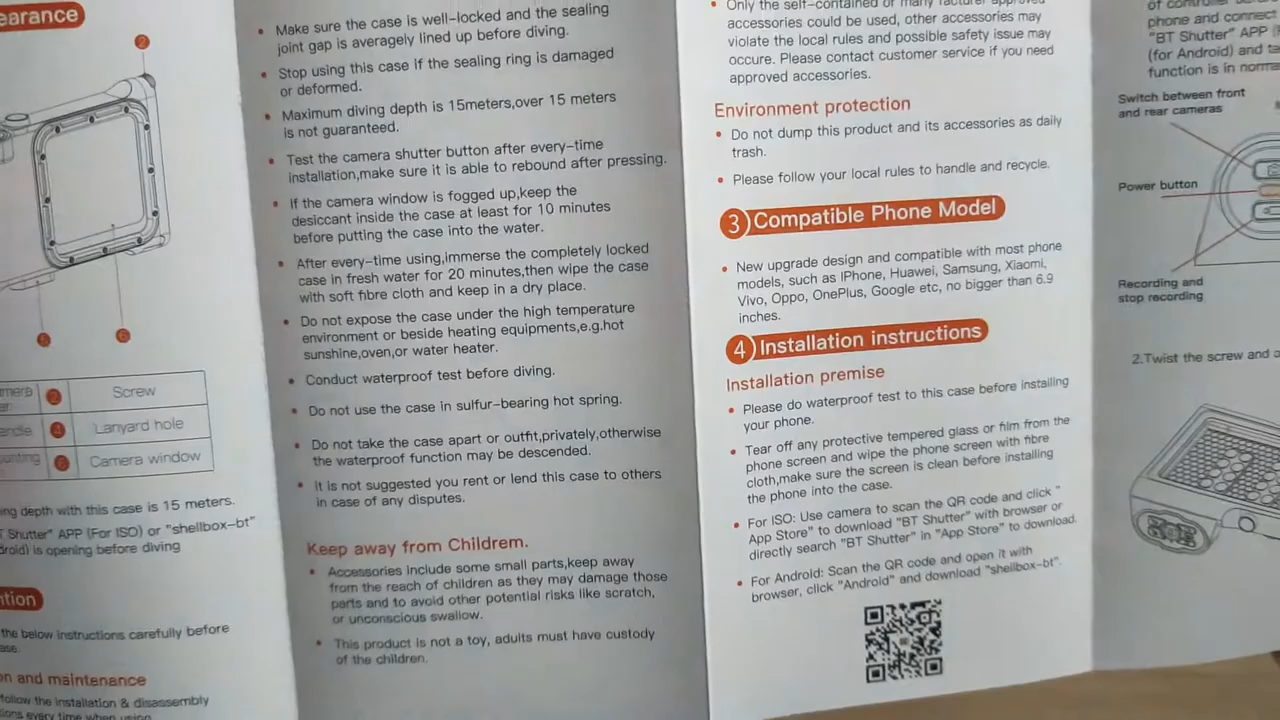 earance
2
5
6
mera
2
Screw
andle
4
Lanyard hole
ounting
6
Camera window
ing depth with this case is 15 meters.
T Shutter" APP (For ISO) or "shellbox-bt"
droid) is opening before diving
ntion
the below instructions carefully before
ase.
on and maintenance
follow the installation & disassembly
tions every time when using
Make sure the case is well-locked and the sealing
joint gap is averagely lined up before diving.
Stop using this case if the sealing ring is damaged
or deformed.
Maximum diving depth is 15meters,over 15 meters
is not guaranteed.
Test the camera shutter button after every-time
installation,make sure it is able to rebound after pressing.
If the camera window is fogged up,keep the
desiccant inside the case at least for 10 minutes
before putting the case into the water.
After every-time using,immerse the completely locked
case in fresh water for 20 minutes,then wipe the case
with soft fibre cloth and keep in a dry place.
Do not expose the case under the high temperature
environment or beside heating equipments,e.g.hot
sunshine,oven,or water heater.
Conduct waterproof test before diving.
Do not use the case in sulfur-bearing hot spring.
Do not take the case apart or outfit,privately,otherwise
the waterproof function may be descended.
It is not suggested you rent or lend this case to others
in case of any disputes.
Keep away from Childrem.
Accessories include some small parts,keep away
from the reach of children as they may damage those
parts and to avoid other potential risks like scratch,
or unconscious swallow.
This product is not a toy, adults must have custody
of the children.
Only the self-contained or manu facturer approved
accessories could be used, other accessories may
violate the local rules and possible safety issue may
occure. Please contact customer service if you need
approved accessories.
Environment protection
Do not dump this product and its accessories as daily
trash.
Please follow your local rules to handle and recycle.
3 Compatible Phone Model
New upgrade design and compatible with most phone
models, such as IPhone, Huawei, Samsung, Xiaomi,
Vivo, Oppo, OnePlus, Google etc, no bigger than 6.9
inches.
4 Installation instructions
Installation premise
Please do waterproof test to this case before installing
your phone.
Tear off any protective tempered glass or film from the
phone screen and wipe the phone screen with fibre
cloth,make sure the screen is clean before installing
the phone into the case.
For ISO: Use camera to scan the QR code and click "
App Store" to download "BT Shutter" with browser or
directly search "BT Shutter" in "App Store" to download.
For Android: Scan the QR code and open it with
browser, click "Android" and download "shellbox-bt".
phone and connect
"BT Shutter" APP
(for Android) and
function is in
Switch between front
and rear cameras
Power button
Recording and
stop recording
2.Twist the screw and